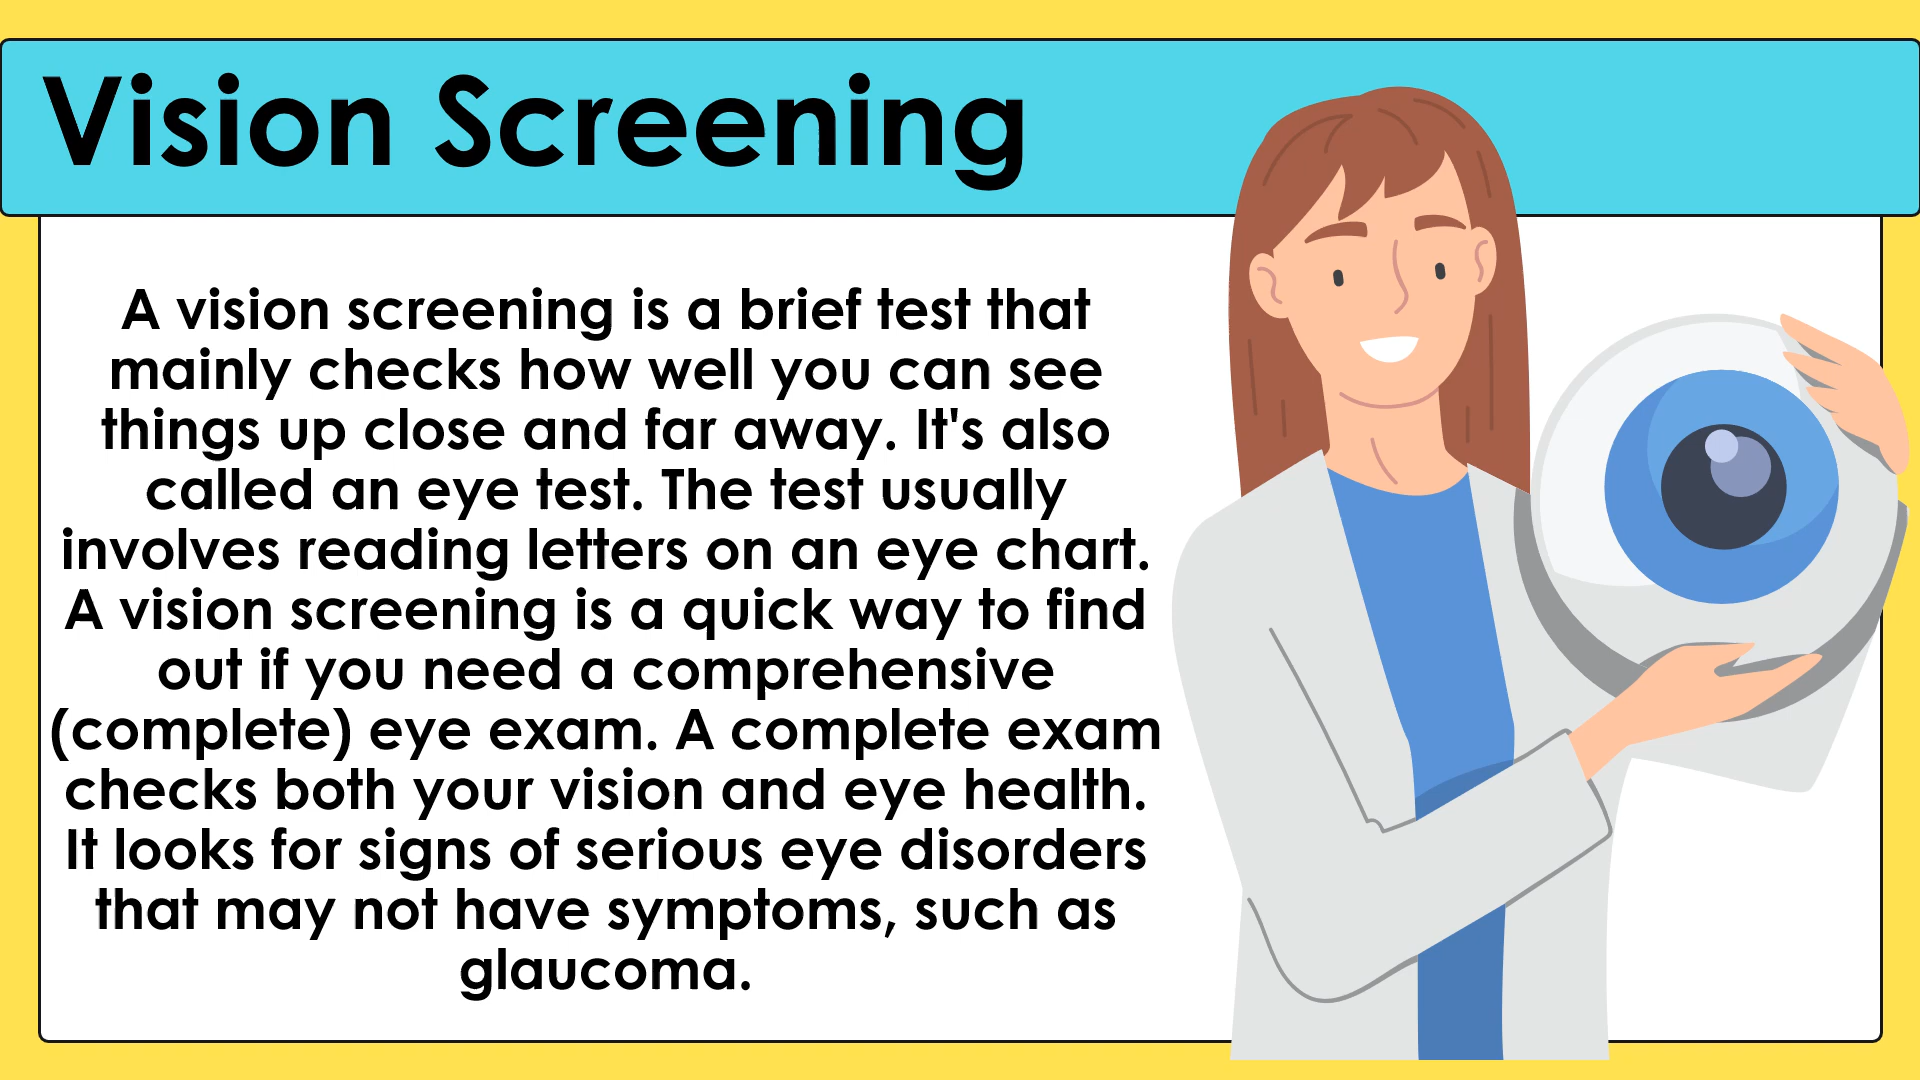 Vision Screening
A vision screening is a brief test that
mainly checks how well you can see
things up close and far away. It's also
called an eye test. The test usually
involves reading letters on an eye chart.
A vision screening is a quick way to find
out if you need a comprehensive
(complete) eye exam. A complete exam
checks both your vision and eye health.
It looks for signs of serious eye disorders
that may not have symptoms, such as
glaucoma.